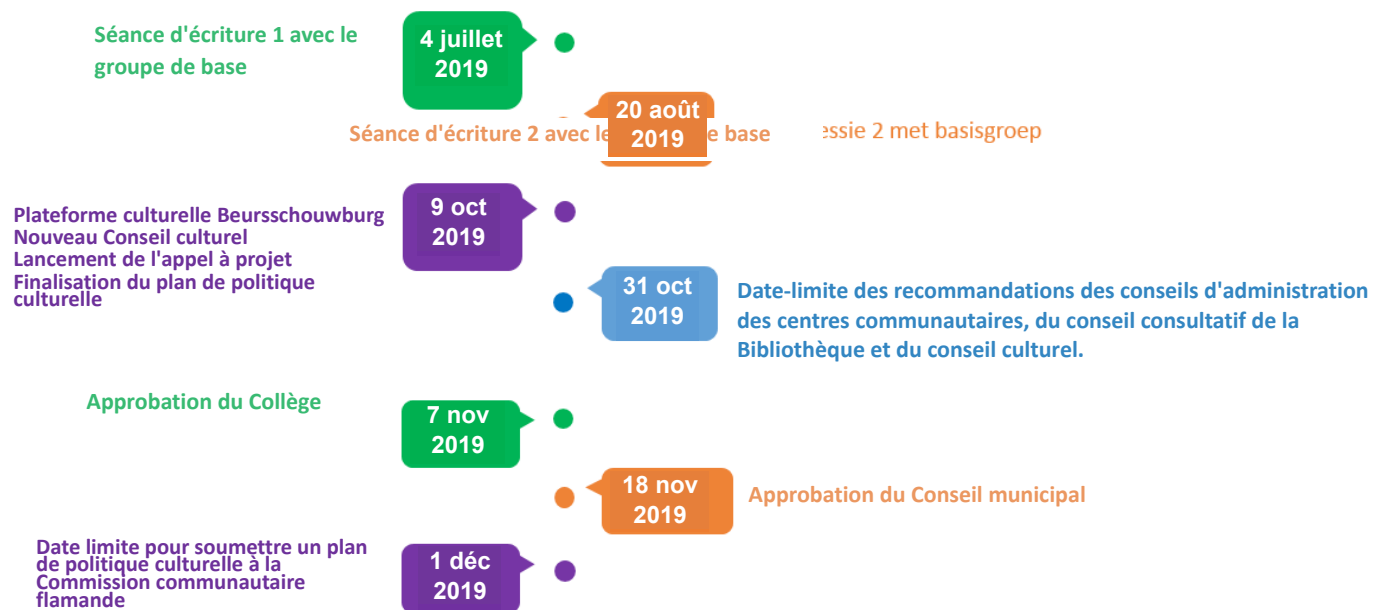 Séance d'écriture 1 avec le
groupe de base
4 juillet
2019
20 août
2019
Séance d'écriture 2 avec le e base
essie 2 met basisgroep
Plateforme culturelle Beursschouwburg
Nouveau Conseil culturel
Lancement de l'appel à projet
Finalisation du plan de politique
culturelle
9 oct
2019
31 oct
2019
Date-limite des recommandations des conseils d'administration
des centres communautaires, du conseil consultatif de la
Bibliothèque et du conseil culturel.
Approbation du Collège
7 nov
2019
18 nov
2019
Approbation du Conseil municipal
Date limite pour soumettre un plan
de politique culturelle à la
Commission communautaire
flamande
1 déc
2019